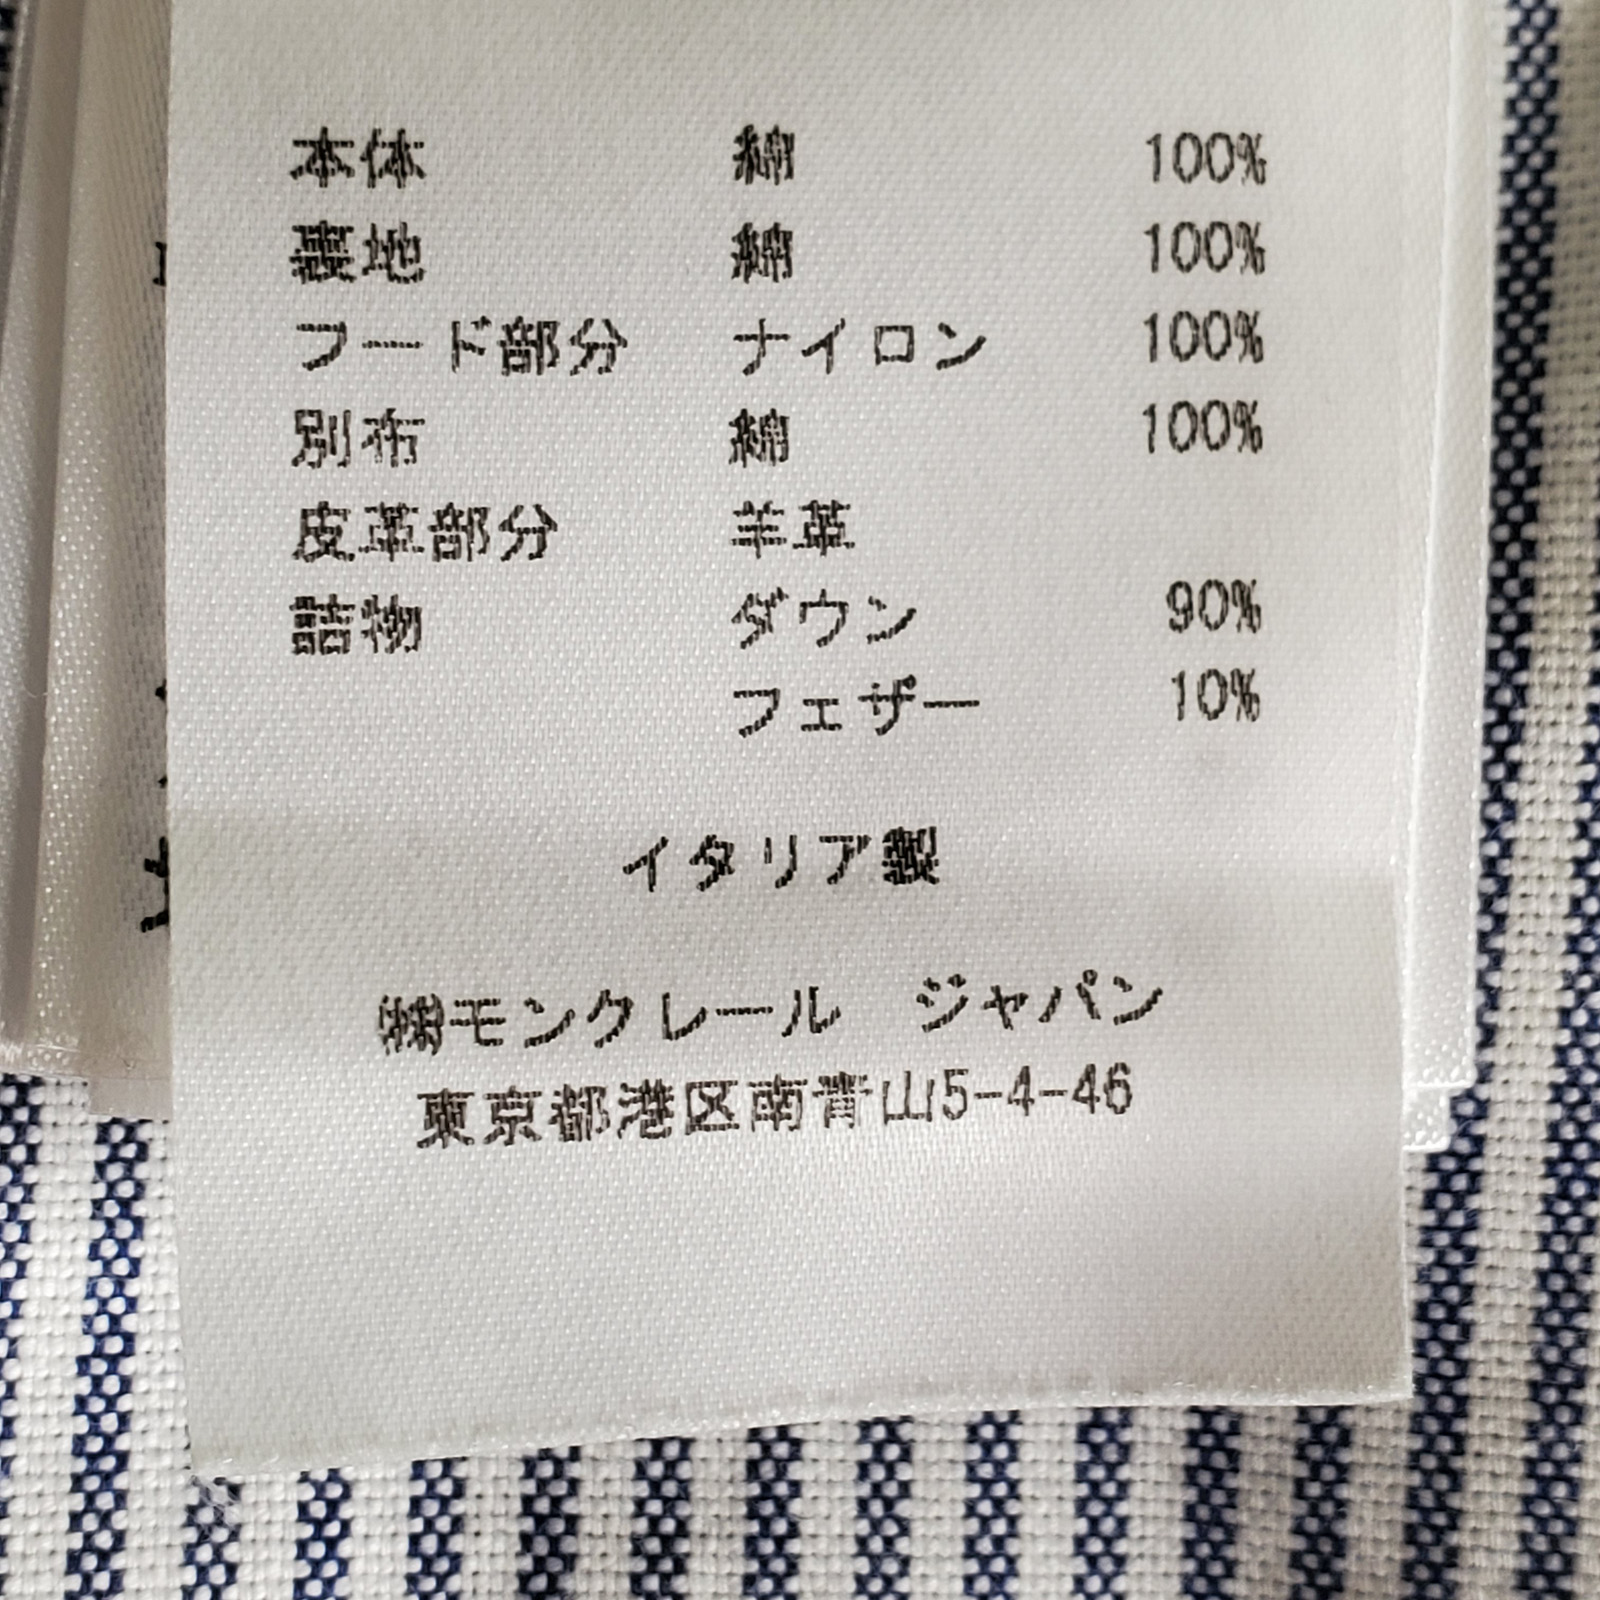 本体 綿 100%
裏地 綿 100%
フード部分 ナイロン 100%
別布 綿 100%
皮革部分 羊革
詰物 ダウン 90%
フェザー 10%
イタリア製
㈱モンクレール ジャパン
東京都港区南青山5-4-46